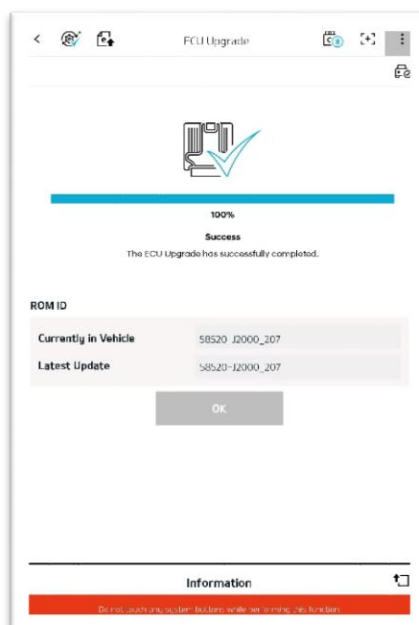 ECU Upgrade
100%
Success
The ECU Upgrade has successfully completed.
ROM ID
Currently in Vehicle 58520-J2000_207
Latest Update 58520-J2000_207
OK
Information
Do not touch any system buttons while performing this function